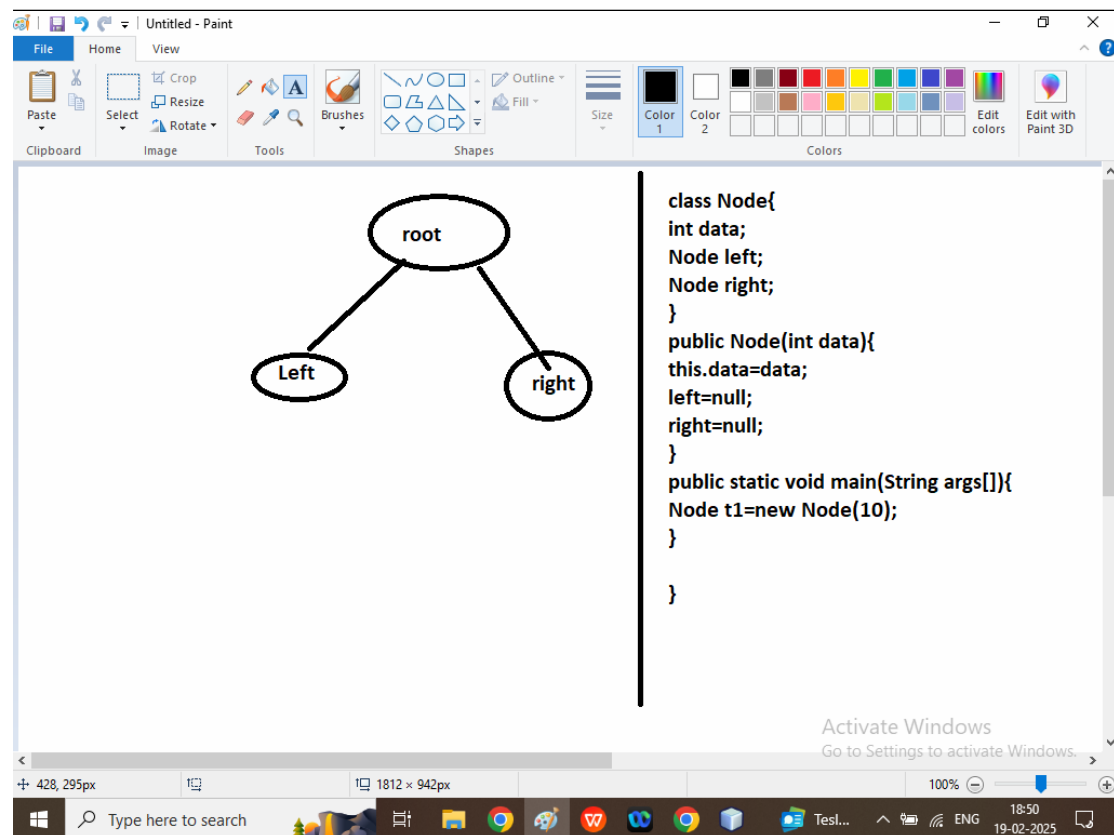 Untitled - Paint
File Home View
Paste
Clipboard
Select
Crop
Resize
Rotate
Image
Tools
Brushes
Outline
Fill
Shapes
Size
Color 1
Color 2
Colors
Edit colors
Edit with Paint 3D
root
Left
right
class Node{
int data;
Node left;
Node right;
}
public Node(int data){
this.data=data;
left=null;
right=null;
}
public static void main(String args[]){
Node t1=new Node(10);
}
}
Activate Windows
Go to Settings to activate Windows.
428, 295px
1812 × 942px
100%
Type here to search
Tesl...
ENG
18:50
19-02-2025